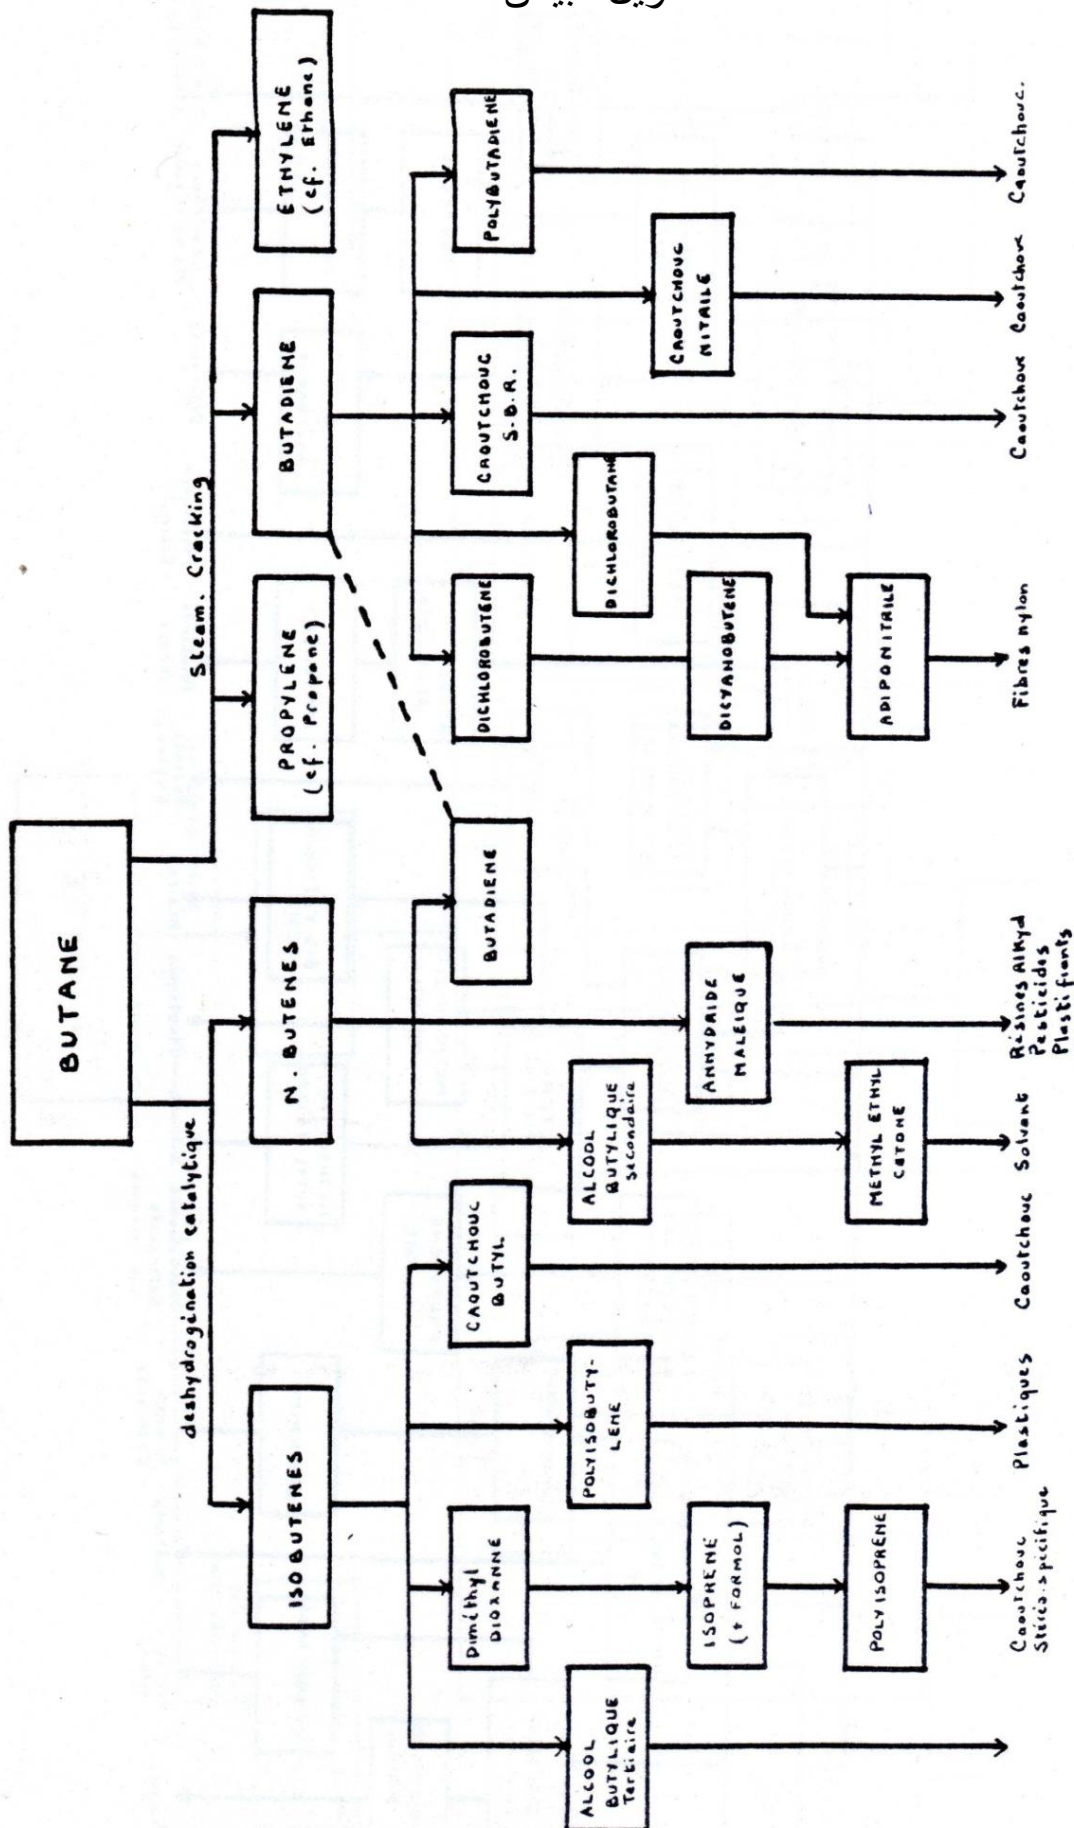 BUTANE
deshydrogénation catalytique
Steam. Cracking
ISOBUTENES
N. BUTENES
PROPYLENE
(cf. Propane)
BUTADIENE
ETHYLENE
(cf. Ethane)
Diméthyl
DIOXANNE
CAOUTCHOUC
BUTYL
BUTADIENE
DICHLOROBUTENE
CAOUTCHOUC
S.B.R.
POLYBUTADIENE
ALCOOL
BUTYLIQUE
Tertiaire
POLYISOBUTY-
LENE
ALCOOL
BUTYLIQUE
Secondaire
DICHLOROBUTANE
ISOPRENE
(+ FORMOL)
ANHYDRIDE
MALEIQUE
DICYANOBUTENE
CAOUTCHOUC
NITRILE
POLYISOPRENE
METHYL ETHYL
CETONE
ADIPONITRILE
Caoutchouc
Stéréo.spécifique
Plastiques
Caoutchouc
Solvant
Résines Alkyd
Pesticides
Plastifiants
Fibres nylon
Caoutchouc
Caoutchouc
Caoutchouc.